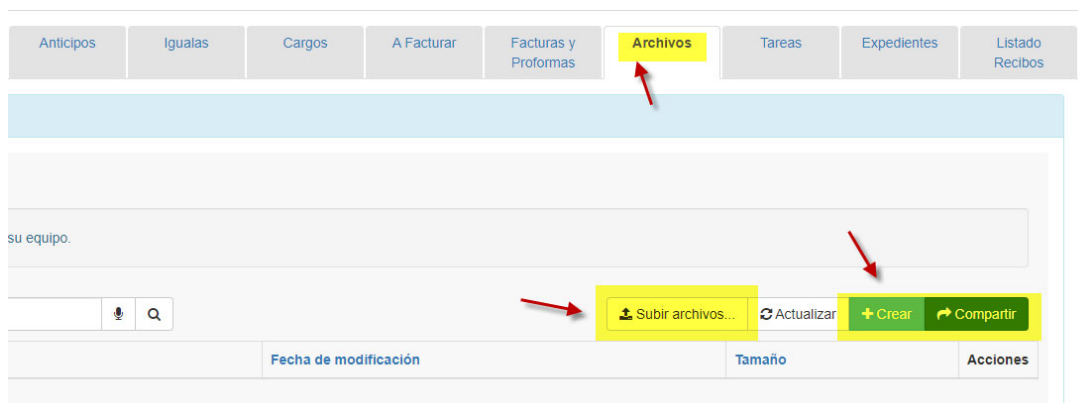 Anticipos Igualas Cargos A Facturar Facturas y Proformas Archivos Tareas Expedientes Listado Recibos
su equipo.
Subir archivos... Actualizar Crear Compartir
Fecha de modificación Tamaño Acciones